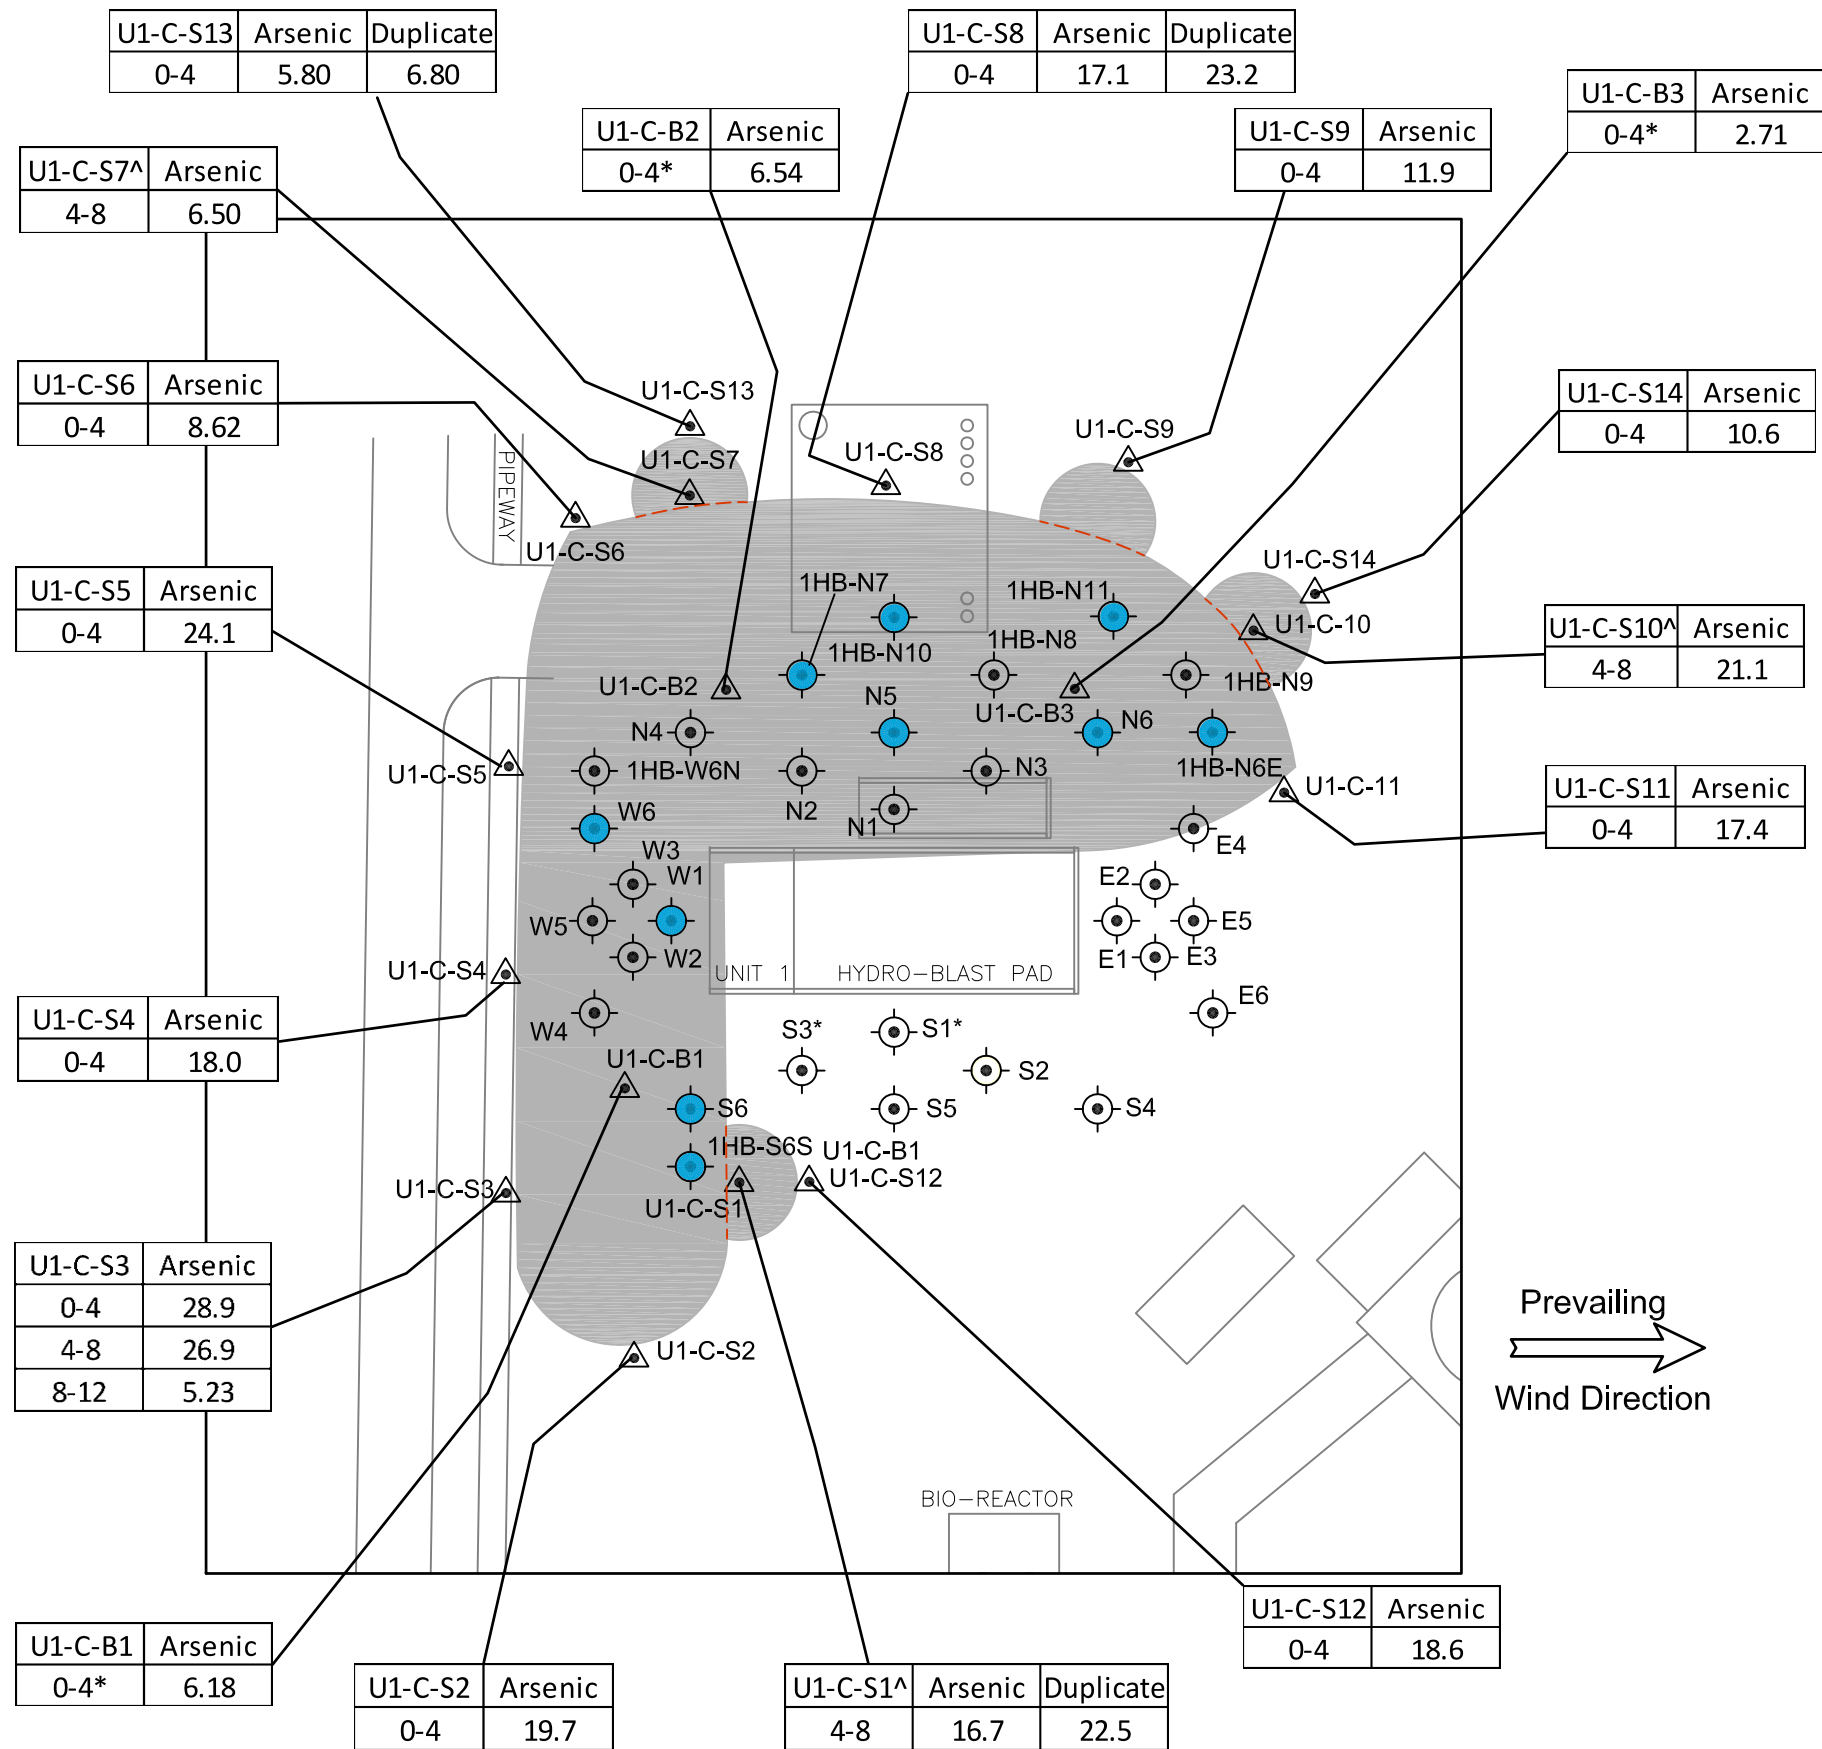 U1-C-S13 Arsenic Duplicate
0-4 5.80 6.80
U1-C-S8 Arsenic Duplicate
0-4 17.1 23.2
U1-C-B3 Arsenic
0-4* 2.71
U1-C-B2 Arsenic
0-4* 6.54
U1-C-S9 Arsenic
0-4 11.9
U1-C-S7^ Arsenic
4-8 6.50
U1-C-S6 Arsenic
0-4 8.62
U1-C-S14 Arsenic
0-4 10.6
U1-C-S13
U1-C-S9
U1-C-S8
U1-C-S7
PIPEWAY
U1-C-S6
U1-C-S14
U1-C-S5 Arsenic
0-4 24.1
1HB-N7
1HB-N11
U1-C-10
U1-C-S10^ Arsenic
4-8 21.1
1HB-N10
1HB-N8
U1-C-B2
1HB-N9
N5
U1-C-B3
N4
N6
U1-C-S5
1HB-W6N
N3
1HB-N6E
U1-C-11
U1-C-S11 Arsenic
0-4 17.4
W6
N2
N1
E4
W3
W1
E2
W5
E5
W2
E1
E3
U1-C-S4
UNIT 1 HYDRO-BLAST PAD
E6
U1-C-S4 Arsenic
0-4 18.0
W4
S3*
S1*
U1-C-B1
S2
S6
S5
S4
1HB-S6S
U1-C-B1
U1-C-S12
U1-C-S3
U1-C-S1
U1-C-S3 Arsenic
0-4 28.9
4-8 26.9
8-12 5.23
Prevailing
Wind Direction
U1-C-S2
BIO-REACTOR
U1-C-S12 Arsenic
0-4 18.6
U1-C-B1 Arsenic
0-4* 6.18
U1-C-S2 Arsenic
0-4 19.7
U1-C-S1^ Arsenic Duplicate
4-8 16.7 22.5